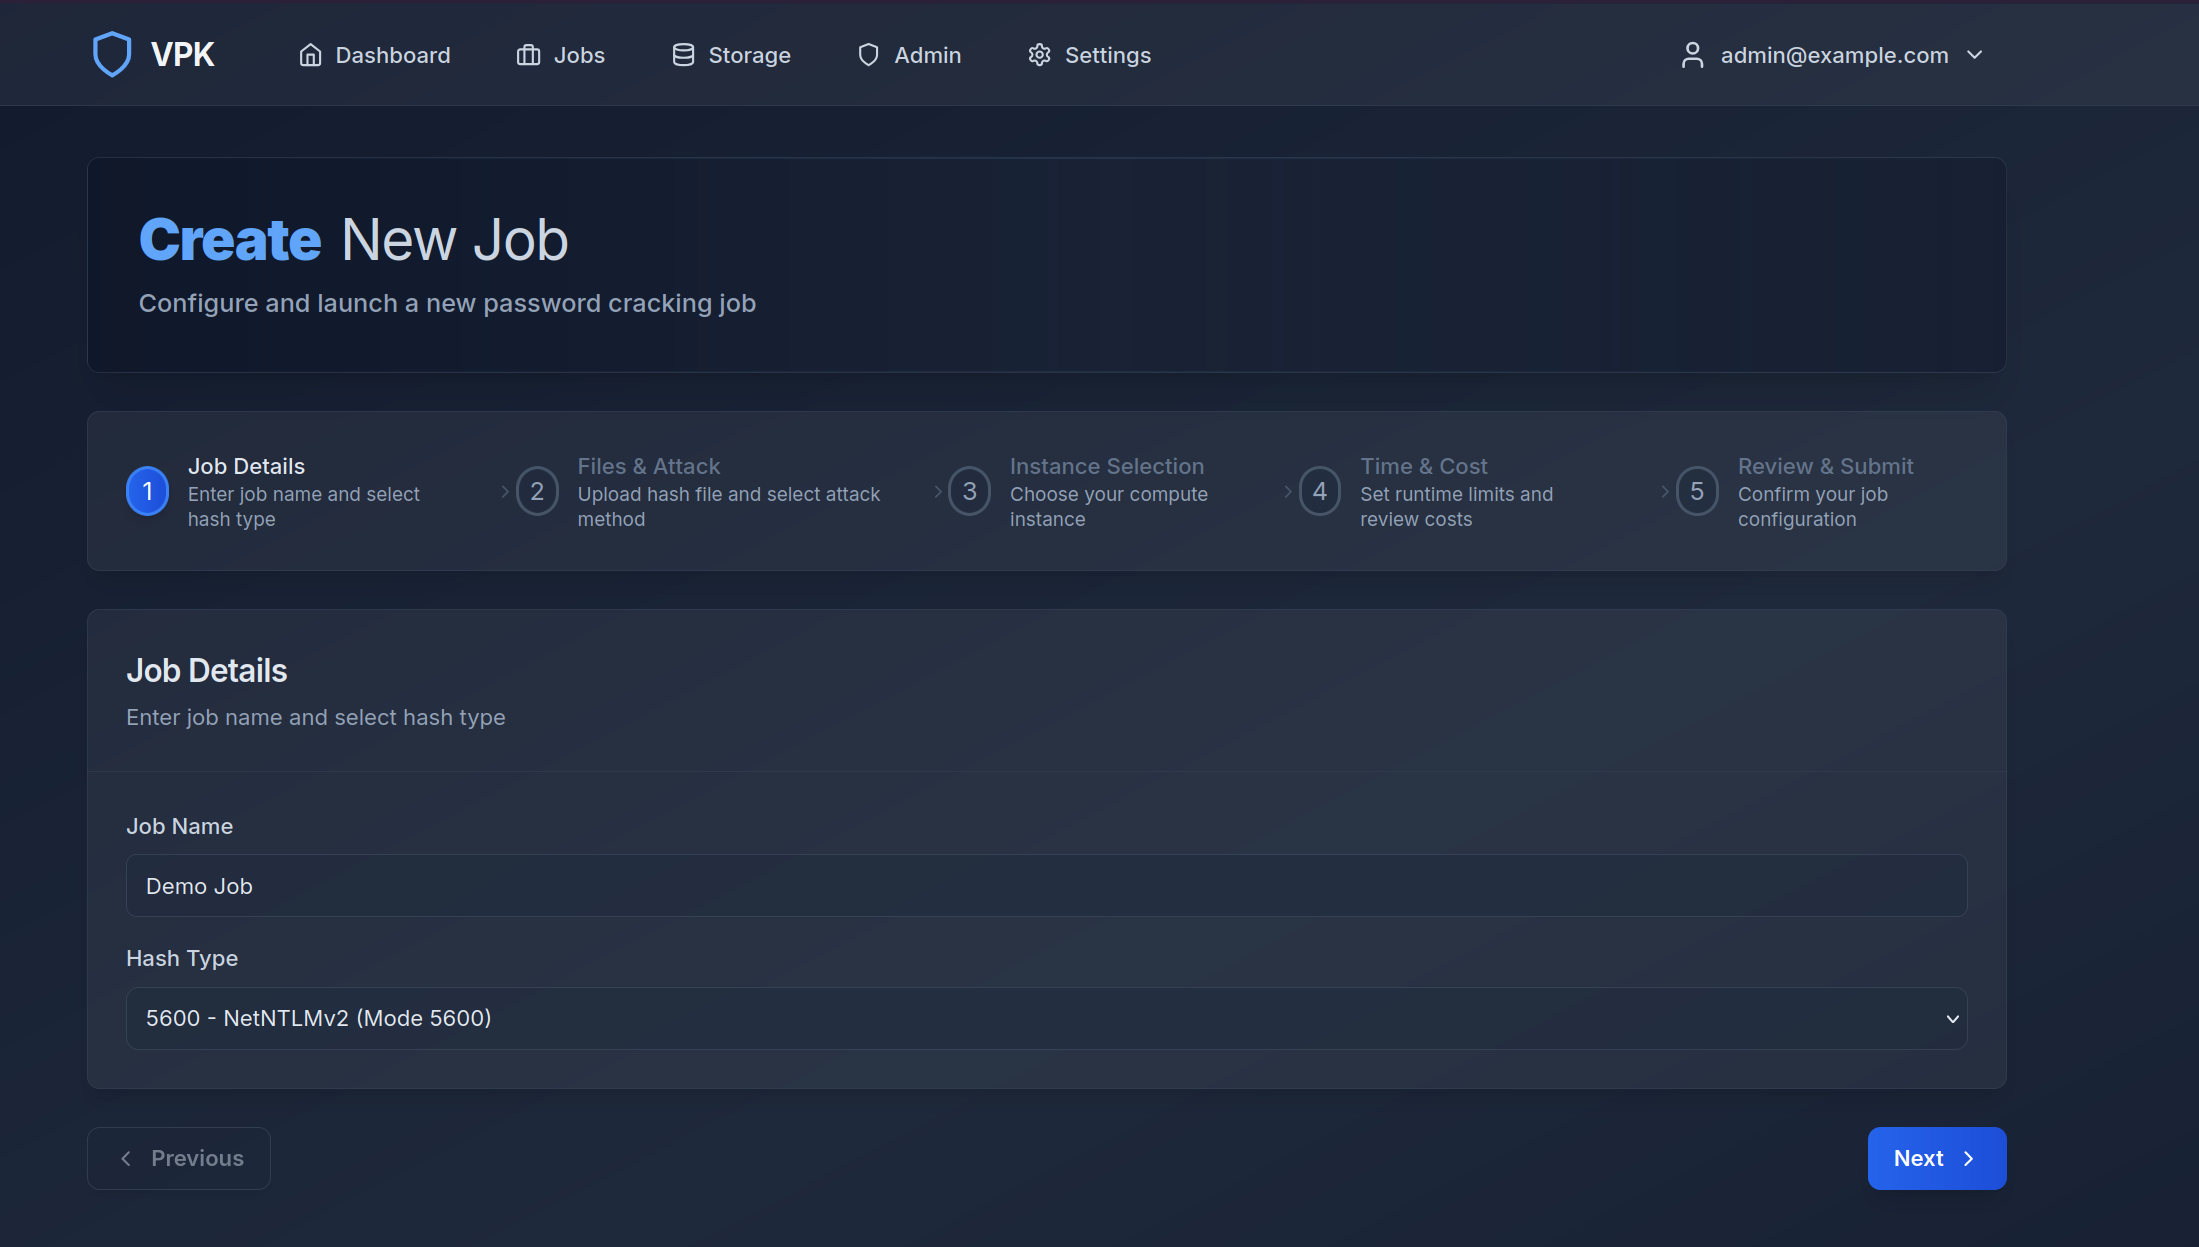 VPK
Dashboard
Jobs
Storage
Admin
Settings
admin@example.com
Create New Job
Configure and launch a new password cracking job
1
Job Details
Enter job name and select
hash type
2
Files & Attack
Upload hash file and select attack
method
3
Instance Selection
Choose your compute
instance
4
Time & Cost
Set runtime limits and
review costs
5
Review & Submit
Confirm your job
configuration
Job Details
Enter job name and select hash type
Job Name
Demo Job
Hash Type
5600 - NetNTLMv2 (Mode 5600)
Previous
Next